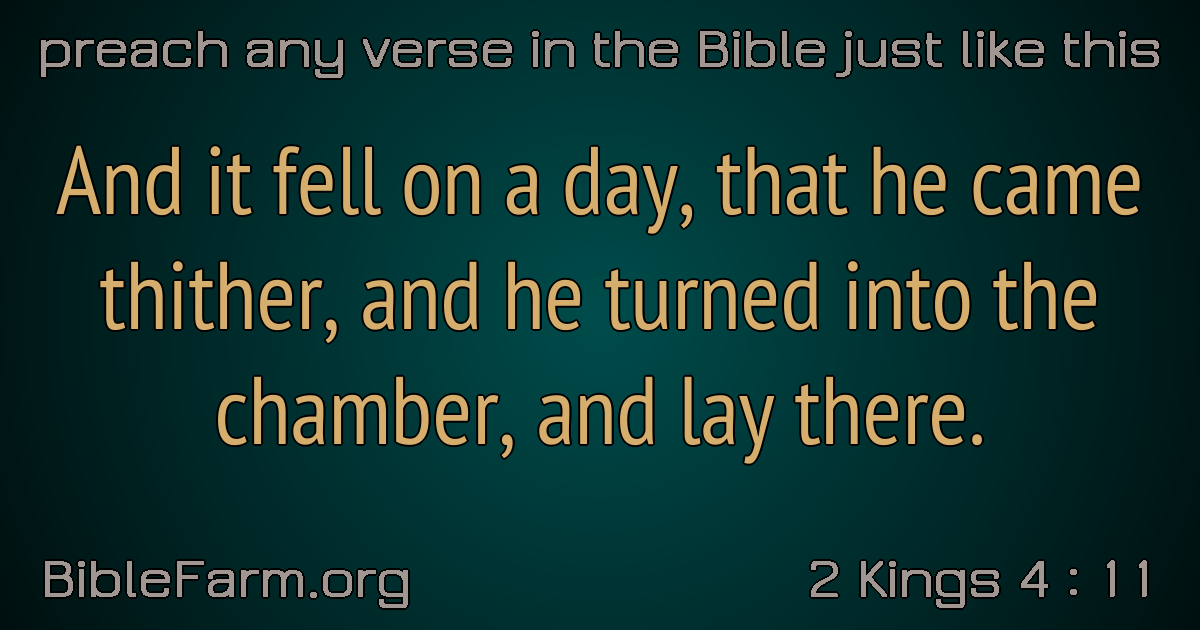 preach any verse in the Bible just like this
And it fell on a day, that he came
thither, and he turned into the
chamber, and lay there.
BibleFarm.org
2 Kings 4 : 11